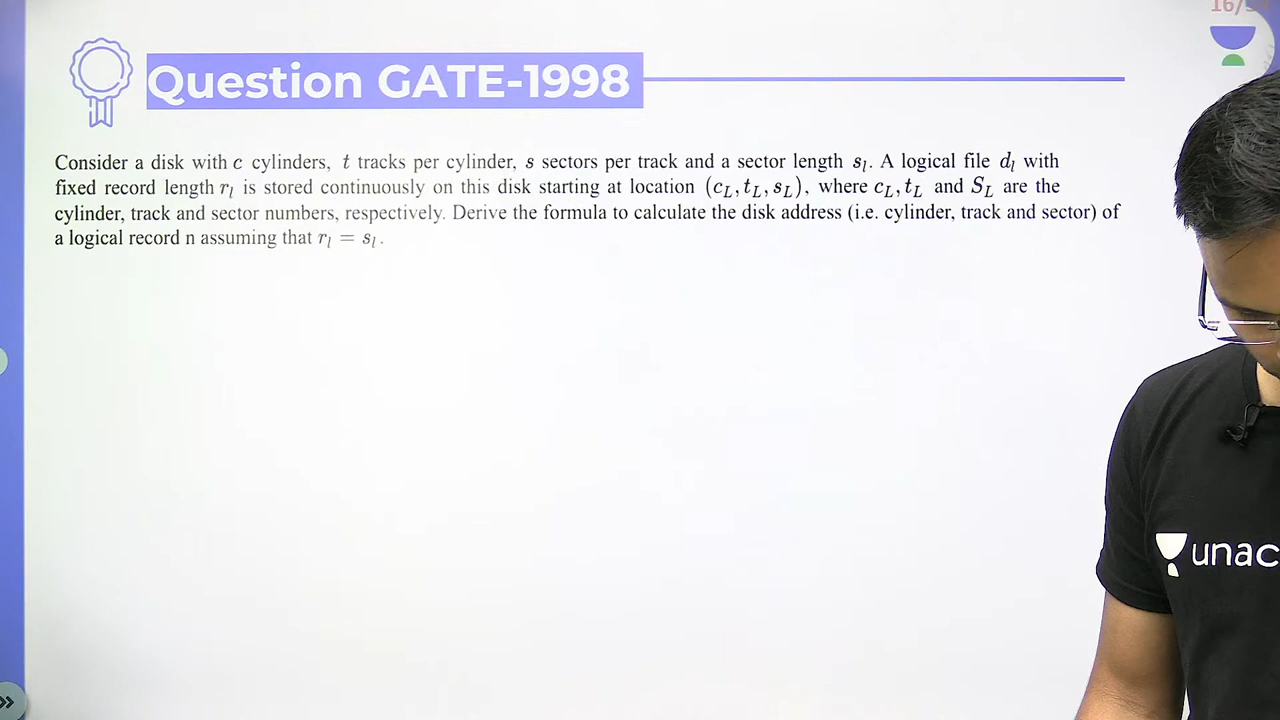 16/
Question GATE-1998
Consider a disk with c cylinders, t tracks per cylinder, s sectors per track and a sector length s_l. A logical file d_l with
fixed record length r_l is stored continuously on this disk starting at location (c_L, t_L, s_L), where c_L, t_L and S_L are the
cylinder, track and sector numbers, respectively. Derive the formula to calculate the disk address (i.e. cylinder, track and sector) of
a logical record n assuming that r_l = s_l.
unac